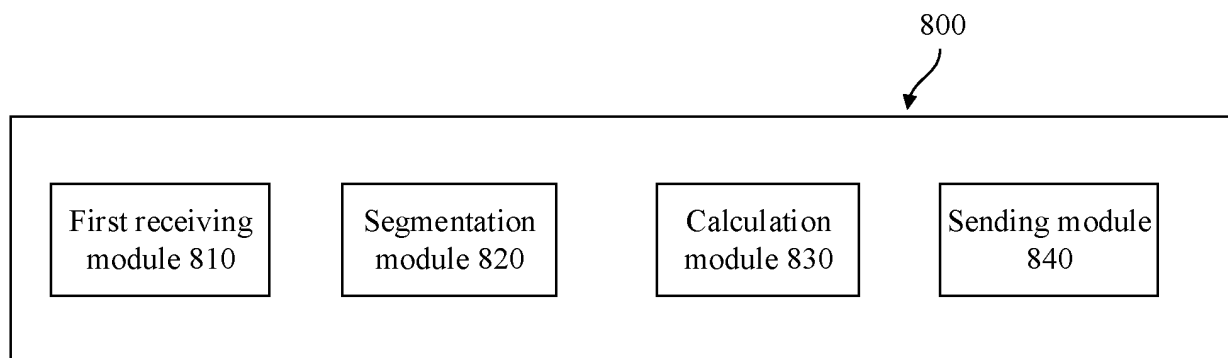 800
First receiving
module 810
Segmentation
module 820
Calculation
module 830
Sending module
840